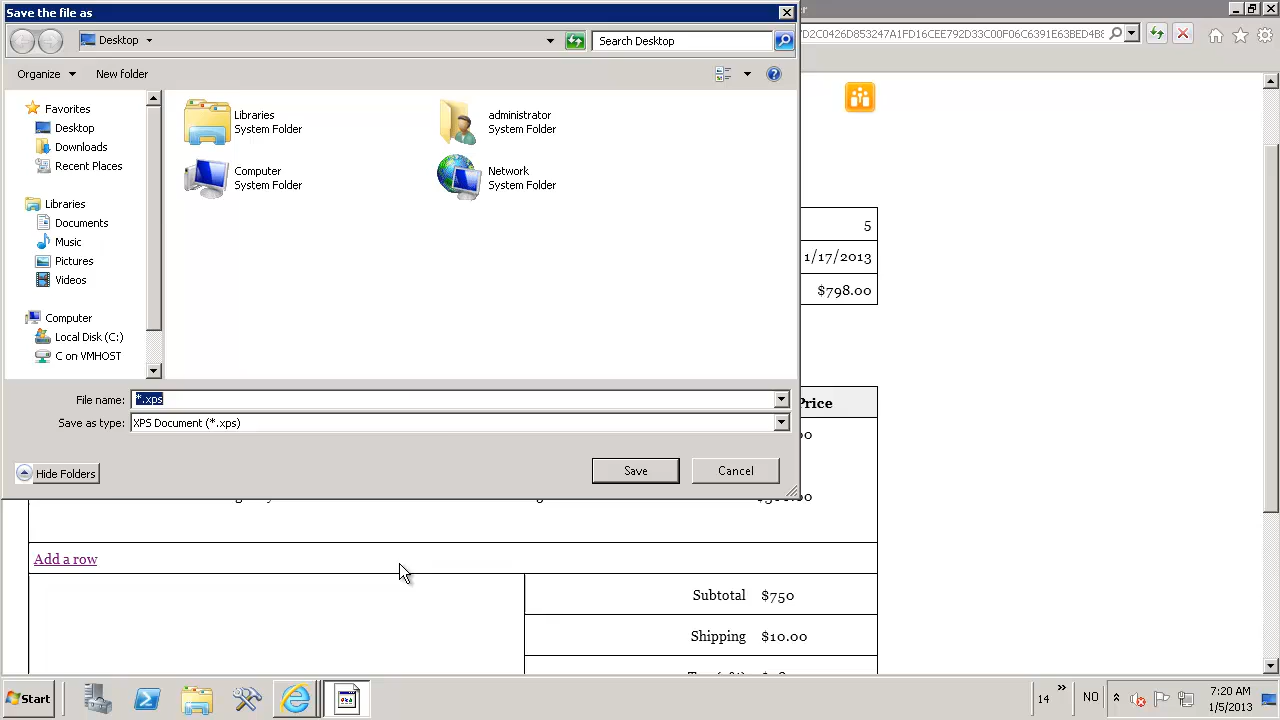 Save the file as
Desktop
Search Desktop
7D2C0426D853247A1FD16CEE792D33C00F06C6391E63BED4B8
Organize
New folder
Favorites
Desktop
Downloads
Recent Places
Libraries
Documents
Music
Pictures
Videos
Computer
Local Disk (C:)
C on VMHOST
Libraries
System Folder
administrator
System Folder
Computer
System Folder
Network
System Folder
5
1/17/2013
$798.00
File name:
*.xps
Save as type:
XPS Document (*.xps)
Price
Hide Folders
Save
Cancel
Add a row
Subtotal $750
Shipping $10.00
Start
14
NO
7:20 AM
1/5/2013